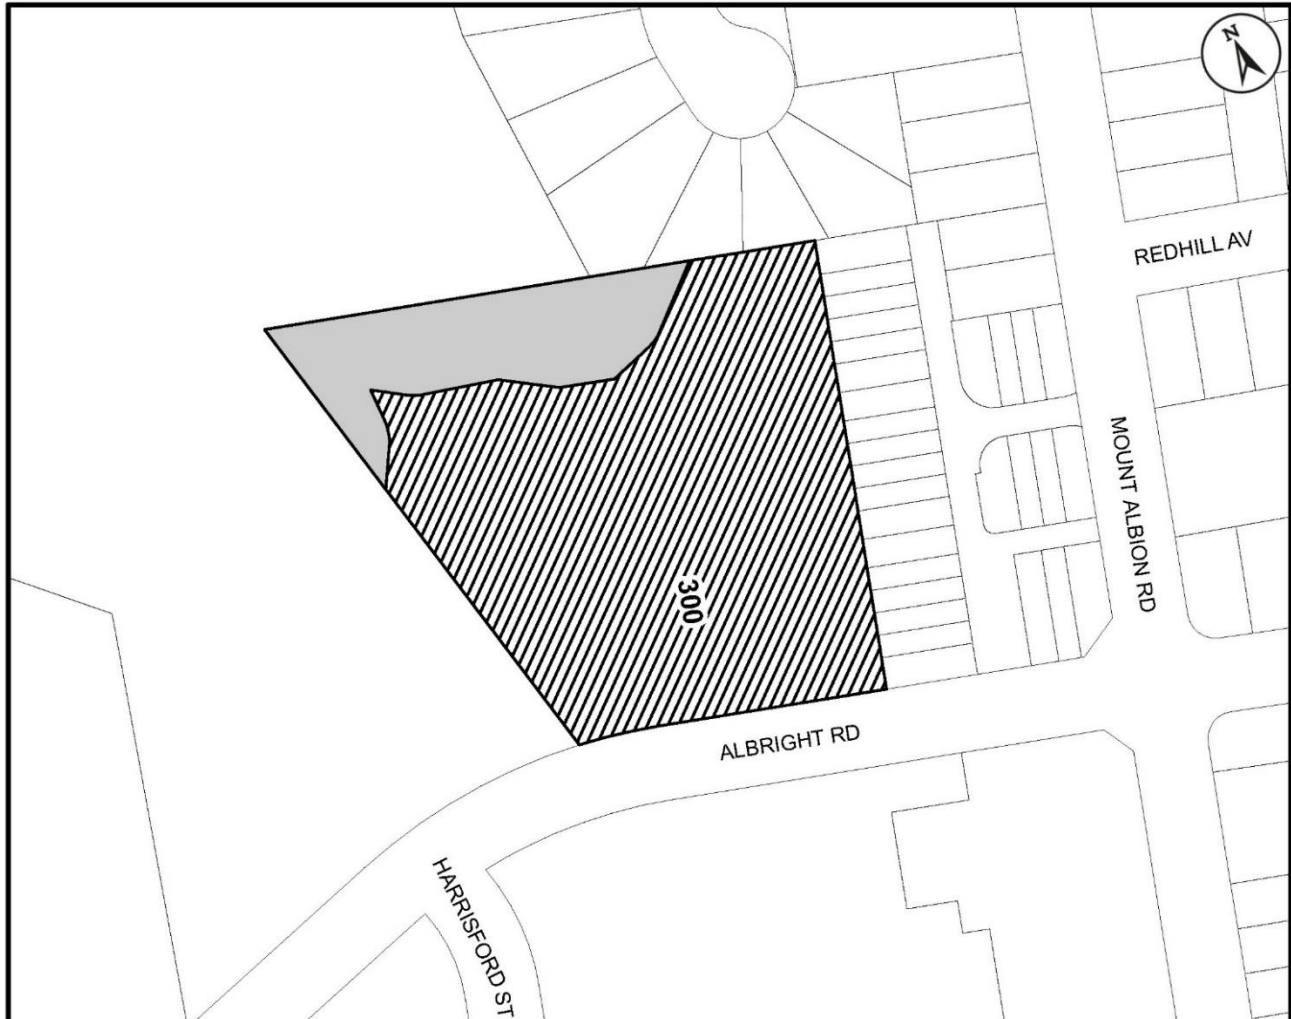 N
REDHILL AV
MOUNT ALBION RD
300
ALBRIGHT RD
HARRISFORD ST